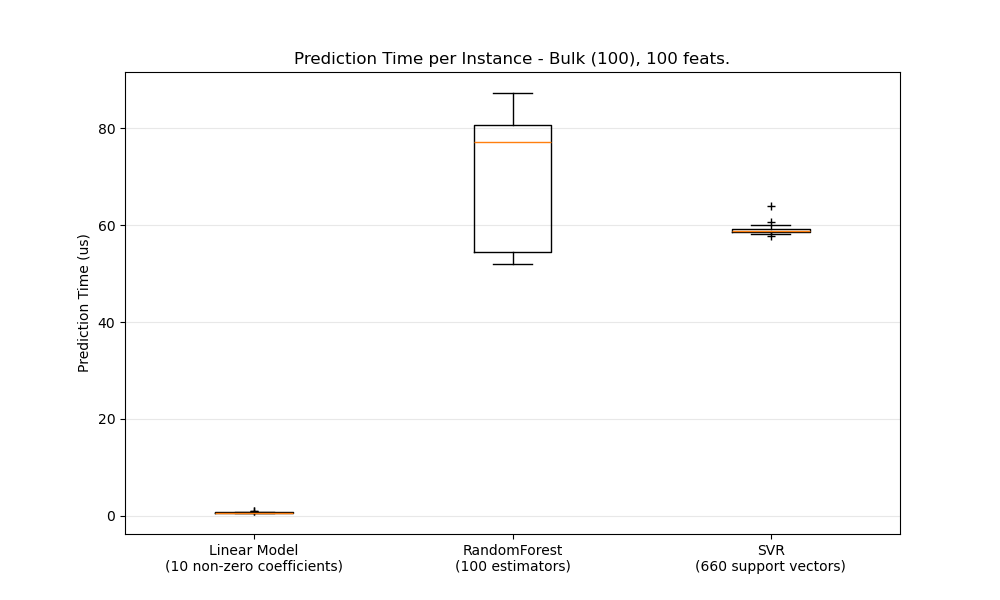 Prediction Time per Instance - Bulk (100), 100 feats.
Prediction Time (us)
80
60
40
20
0
Linear Model
(10 non-zero coefficients)
RandomForest
(100 estimators)
SVR
(660 support vectors)